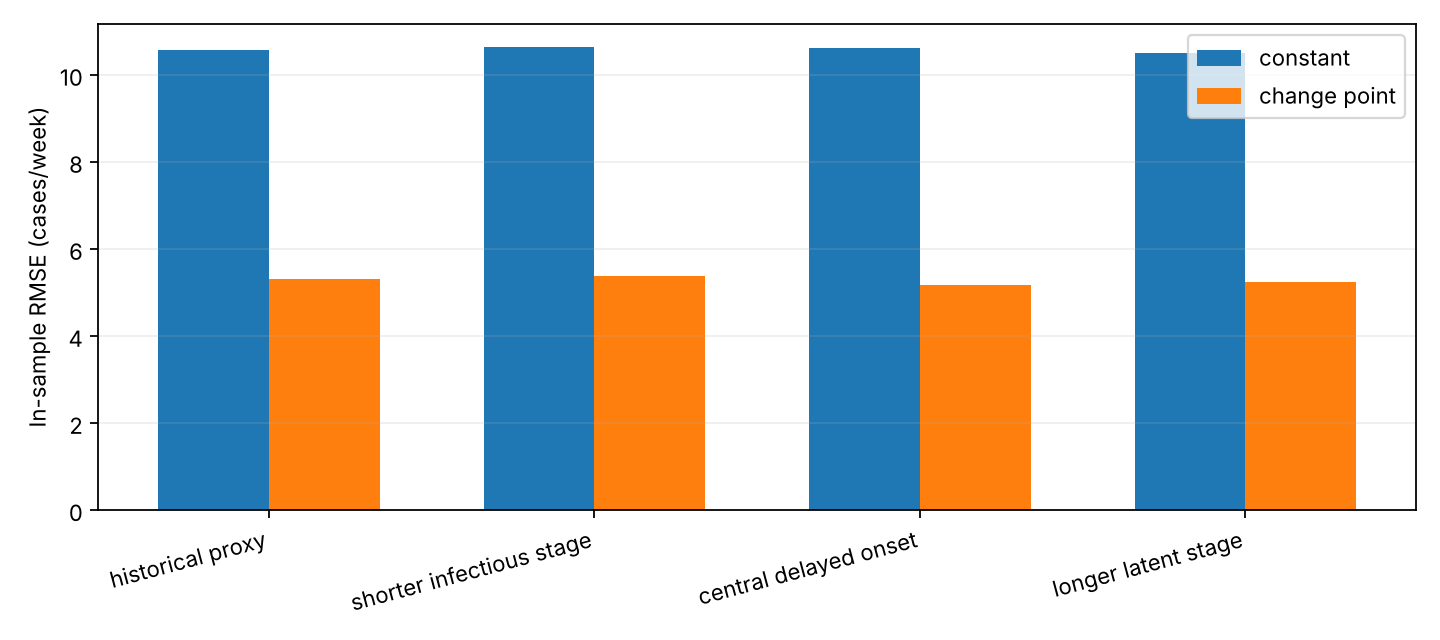 In-sample RMSE (cases/week)
10
8
6
4
2
0
constant
change point
historical proxy
shorter infectious stage
central delayed onset
longer latent stage